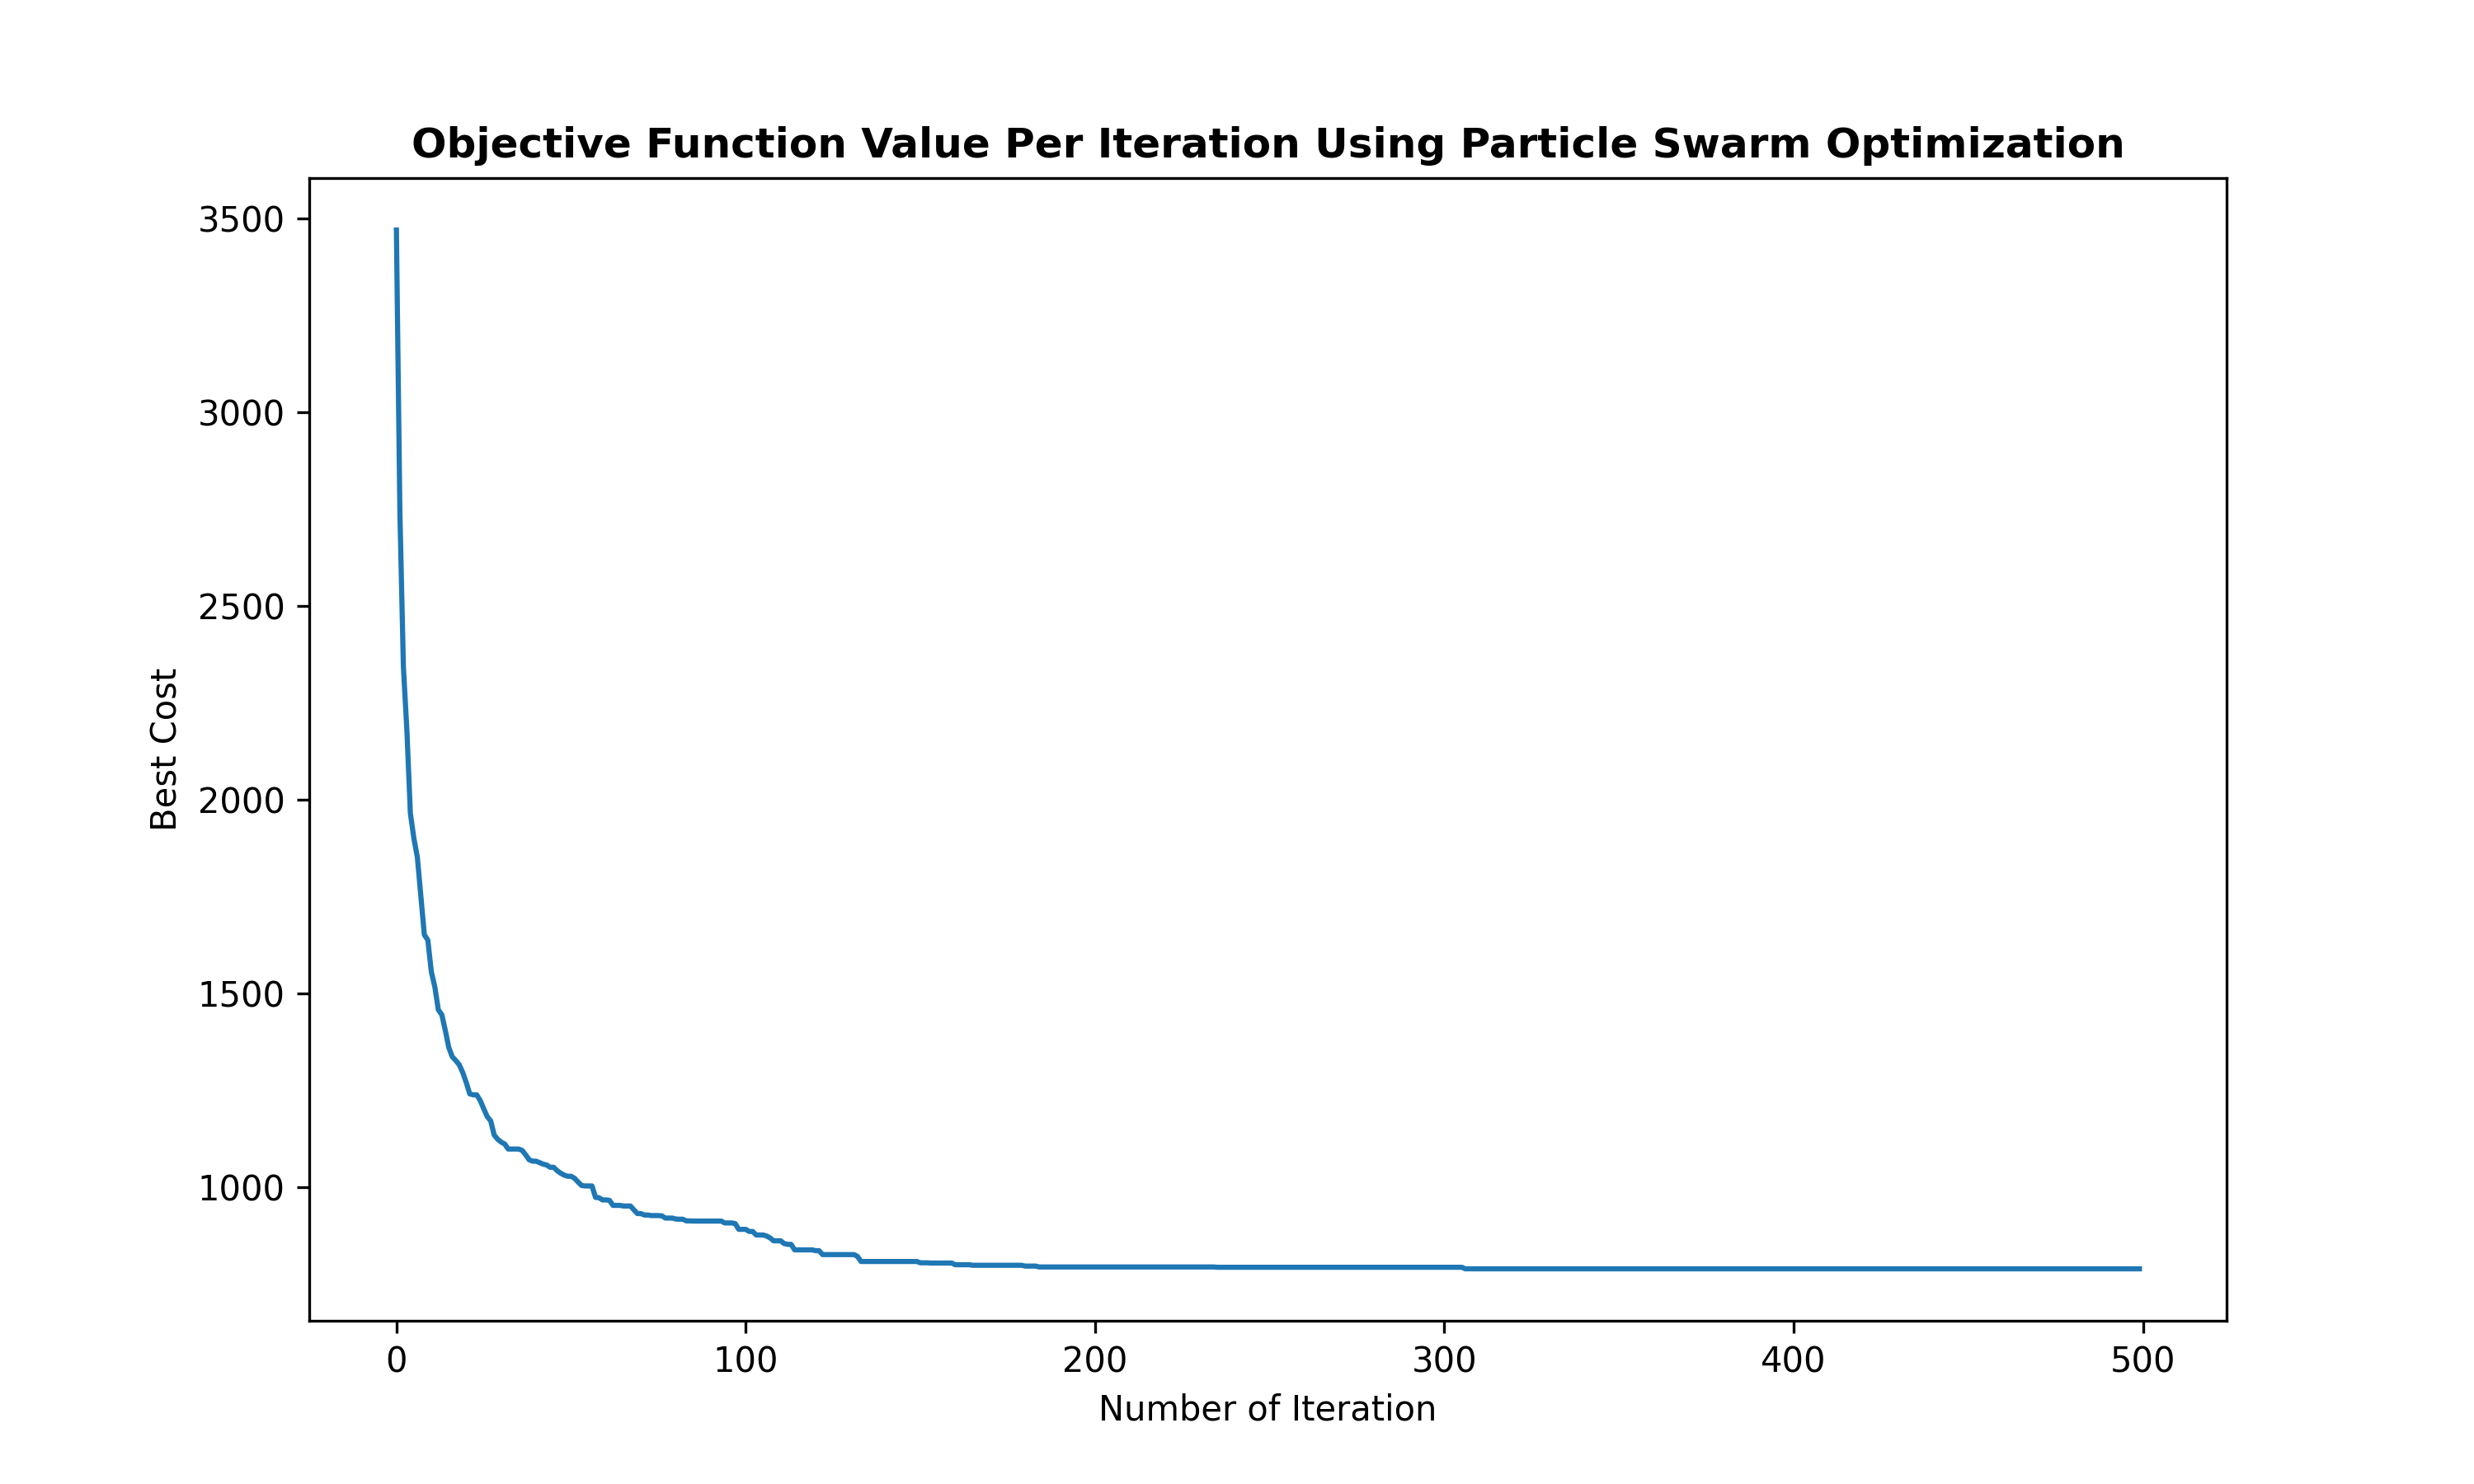 Objective Function Value Per Iteration Using Particle Swarm Optimization
3500
3000
2500
2000
1500
1000
Best Cost
0 100 200 300 400 500
Number of Iteration